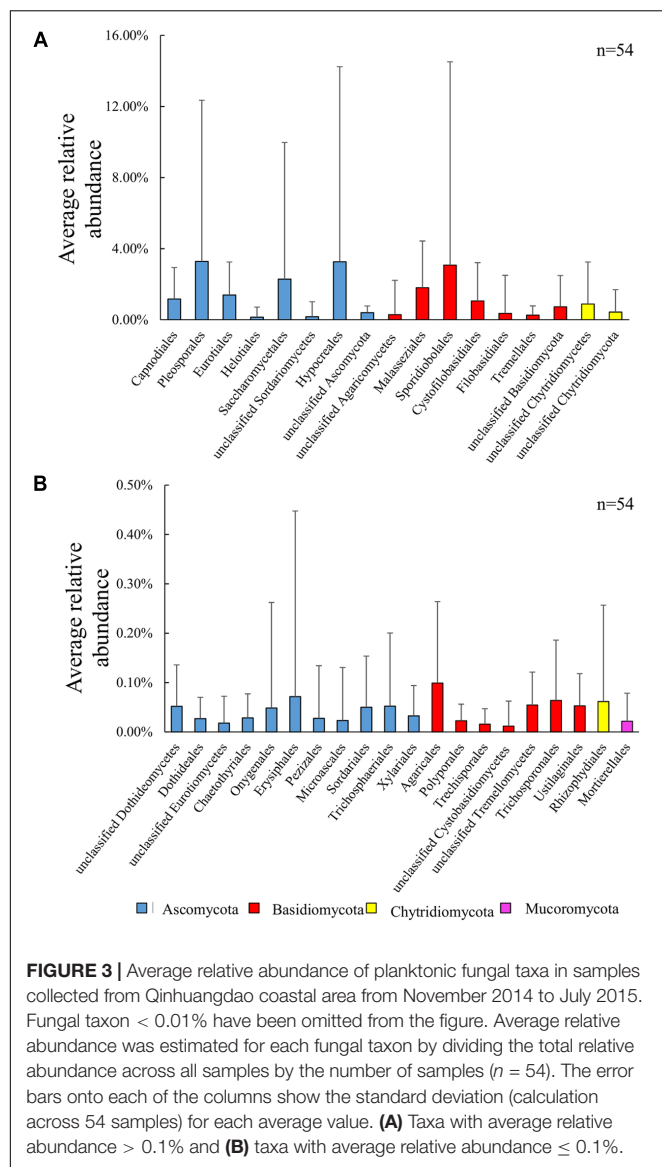 A
16.00%
n=54
12.00%
8.00%
4.00%
0.00%
Average relative
abundance
Capnodiales
Pleosporales
Eurotiales
Helotiales
Saccharomycetales
unclassified Sordariomycetes
Hypocreales
unclassified Ascomycota
unclassified Agaricomycetes
Malasseziales
Sporidiobolales
Cystofilobasidiales
Filobasidiales
Tremellales
unclassified Basidiomycota
unclassified Chytridiomycetes
unclassified Chytridiomycota
B
0.50%
n=54
0.40%
0.30%
0.20%
0.10%
0.00%
Average relative
abundance
unclassified Dothideomycetes
Dothideales
unclassified Eurotiomycetes
Chaetothyriales
Onygenales
Erysiphales
Pezizales
Microascales
Sordariales
Trichosphaeriales
Xylariales
Agaricales
Polyporales
Trechisporales
unclassified Cystobasidiomycetes
unclassified Tremellomycetes
Trichosporonales
Ustilaginales
Rhizophydiales
Mortierellales
Ascomycota Basidiomycota Chytridiomycota Mucoromycota
FIGURE 3 | Average relative abundance of planktonic fungal taxa in samples
collected from Qinhuangdao coastal area from November 2014 to July 2015.
Fungal taxon < 0.01% have been omitted from the figure. Average relative
abundance was estimated for each fungal taxon by dividing the total relative
abundance across all samples by the number of samples (n = 54). The error
bars onto each of the columns show the standard deviation (calculation
across 54 samples) for each average value. (A) Taxa with average relative
abundance > 0.1% and (B) taxa with average relative abundance ≤ 0.1%.